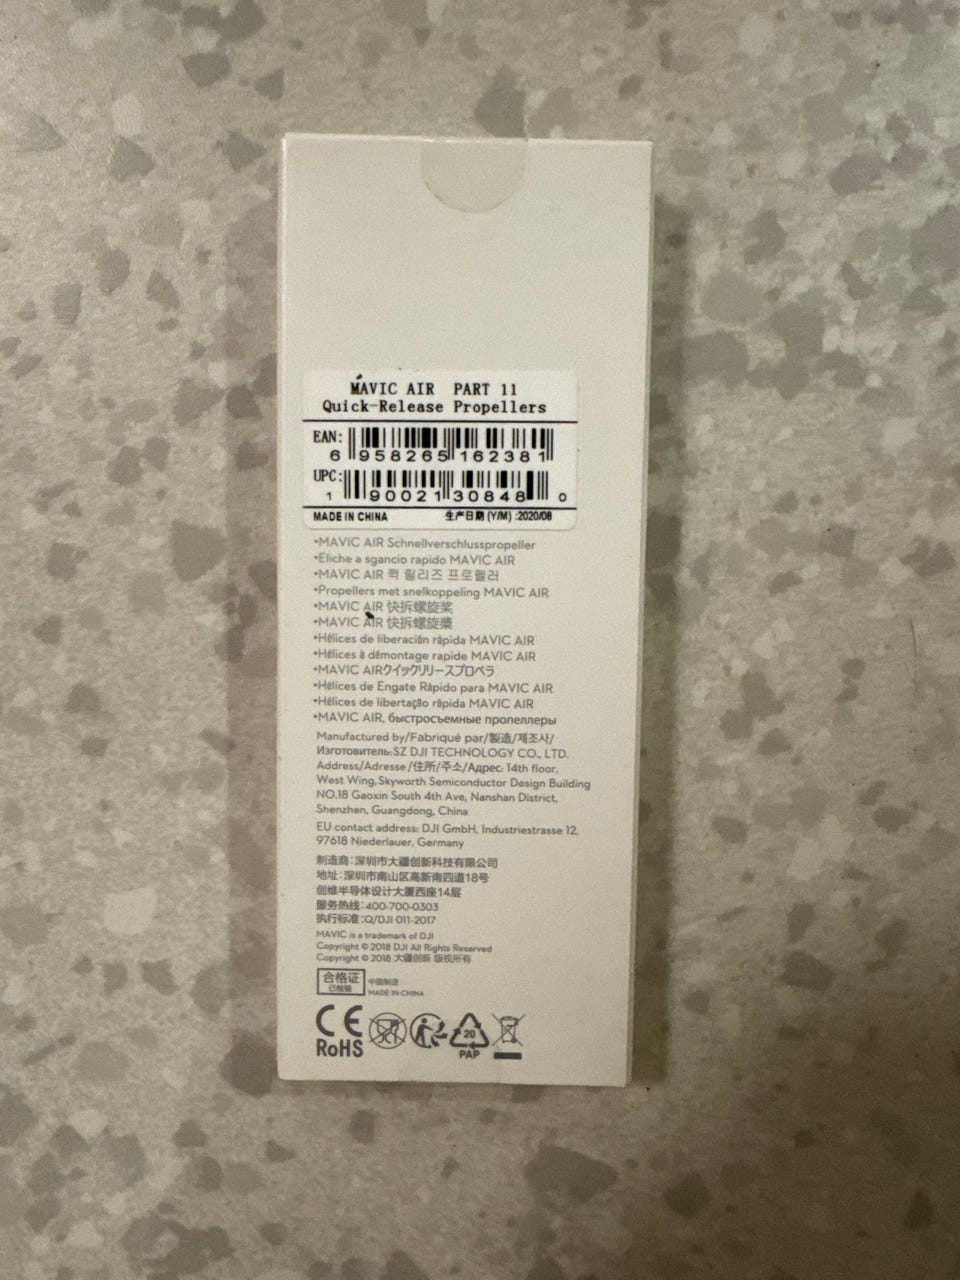 MAVIC AIR PART 11
Quick-Release Propellers
EAN:
6 958265 162381
UPC:
1 90021 30848 0
MADE IN CHINA 生产日期 (Y/M) :2020/08
•MAVIC AIR Schnellverschlusspropeller
•Eliche a sgancio rapido MAVIC AIR
•MAVIC AIR 퀵 릴리즈 프로펠러
•Propellers met snelkoppeling MAVIC AIR
•MAVIC AIR 快拆螺旋桨
•MAVIC AIR 快拆螺旋槳
•Hélices de liberación rápida MAVIC AIR
•Hélices à démontage rapide MAVIC AIR
•MAVIC AIRクイックリリースプロペラ
•Hélices de Engate Rápido para MAVIC AIR
•Hélices de libertação rápida MAVIC AIR
•MAVIC AIR, быстросъемные пропеллеры
Manufactured by/Fabriqué par/製造/제조사/
Изготовитель:SZ DJI TECHNOLOGY CO., LTD.
Address/Adresse/住所/주소/Адрес: 14th floor,
West Wing,Skyworth Semiconductor Design Building
NO.18 Gaoxin South 4th Ave, Nanshan District,
Shenzhen, Guangdong, China
EU contact address: DJI GmbH, Industriestrasse 12,
97618 Niederlauer, Germany
制造商:深圳市大疆创新科技有限公司
地址:深圳市南山区高新南四道18号
创维半导体设计大厦西座14层
服务热线:400-700-0303
执行标准:Q/DJI 011-2017
MAVIC is a trademark of DJI
Copyright © 2018 DJI All Rights Reserved
Copyright © 2018 大疆创新 版权所有
合格证 中国制造
已检验 MADE IN CHINA
CE
RoHS
20
PAP